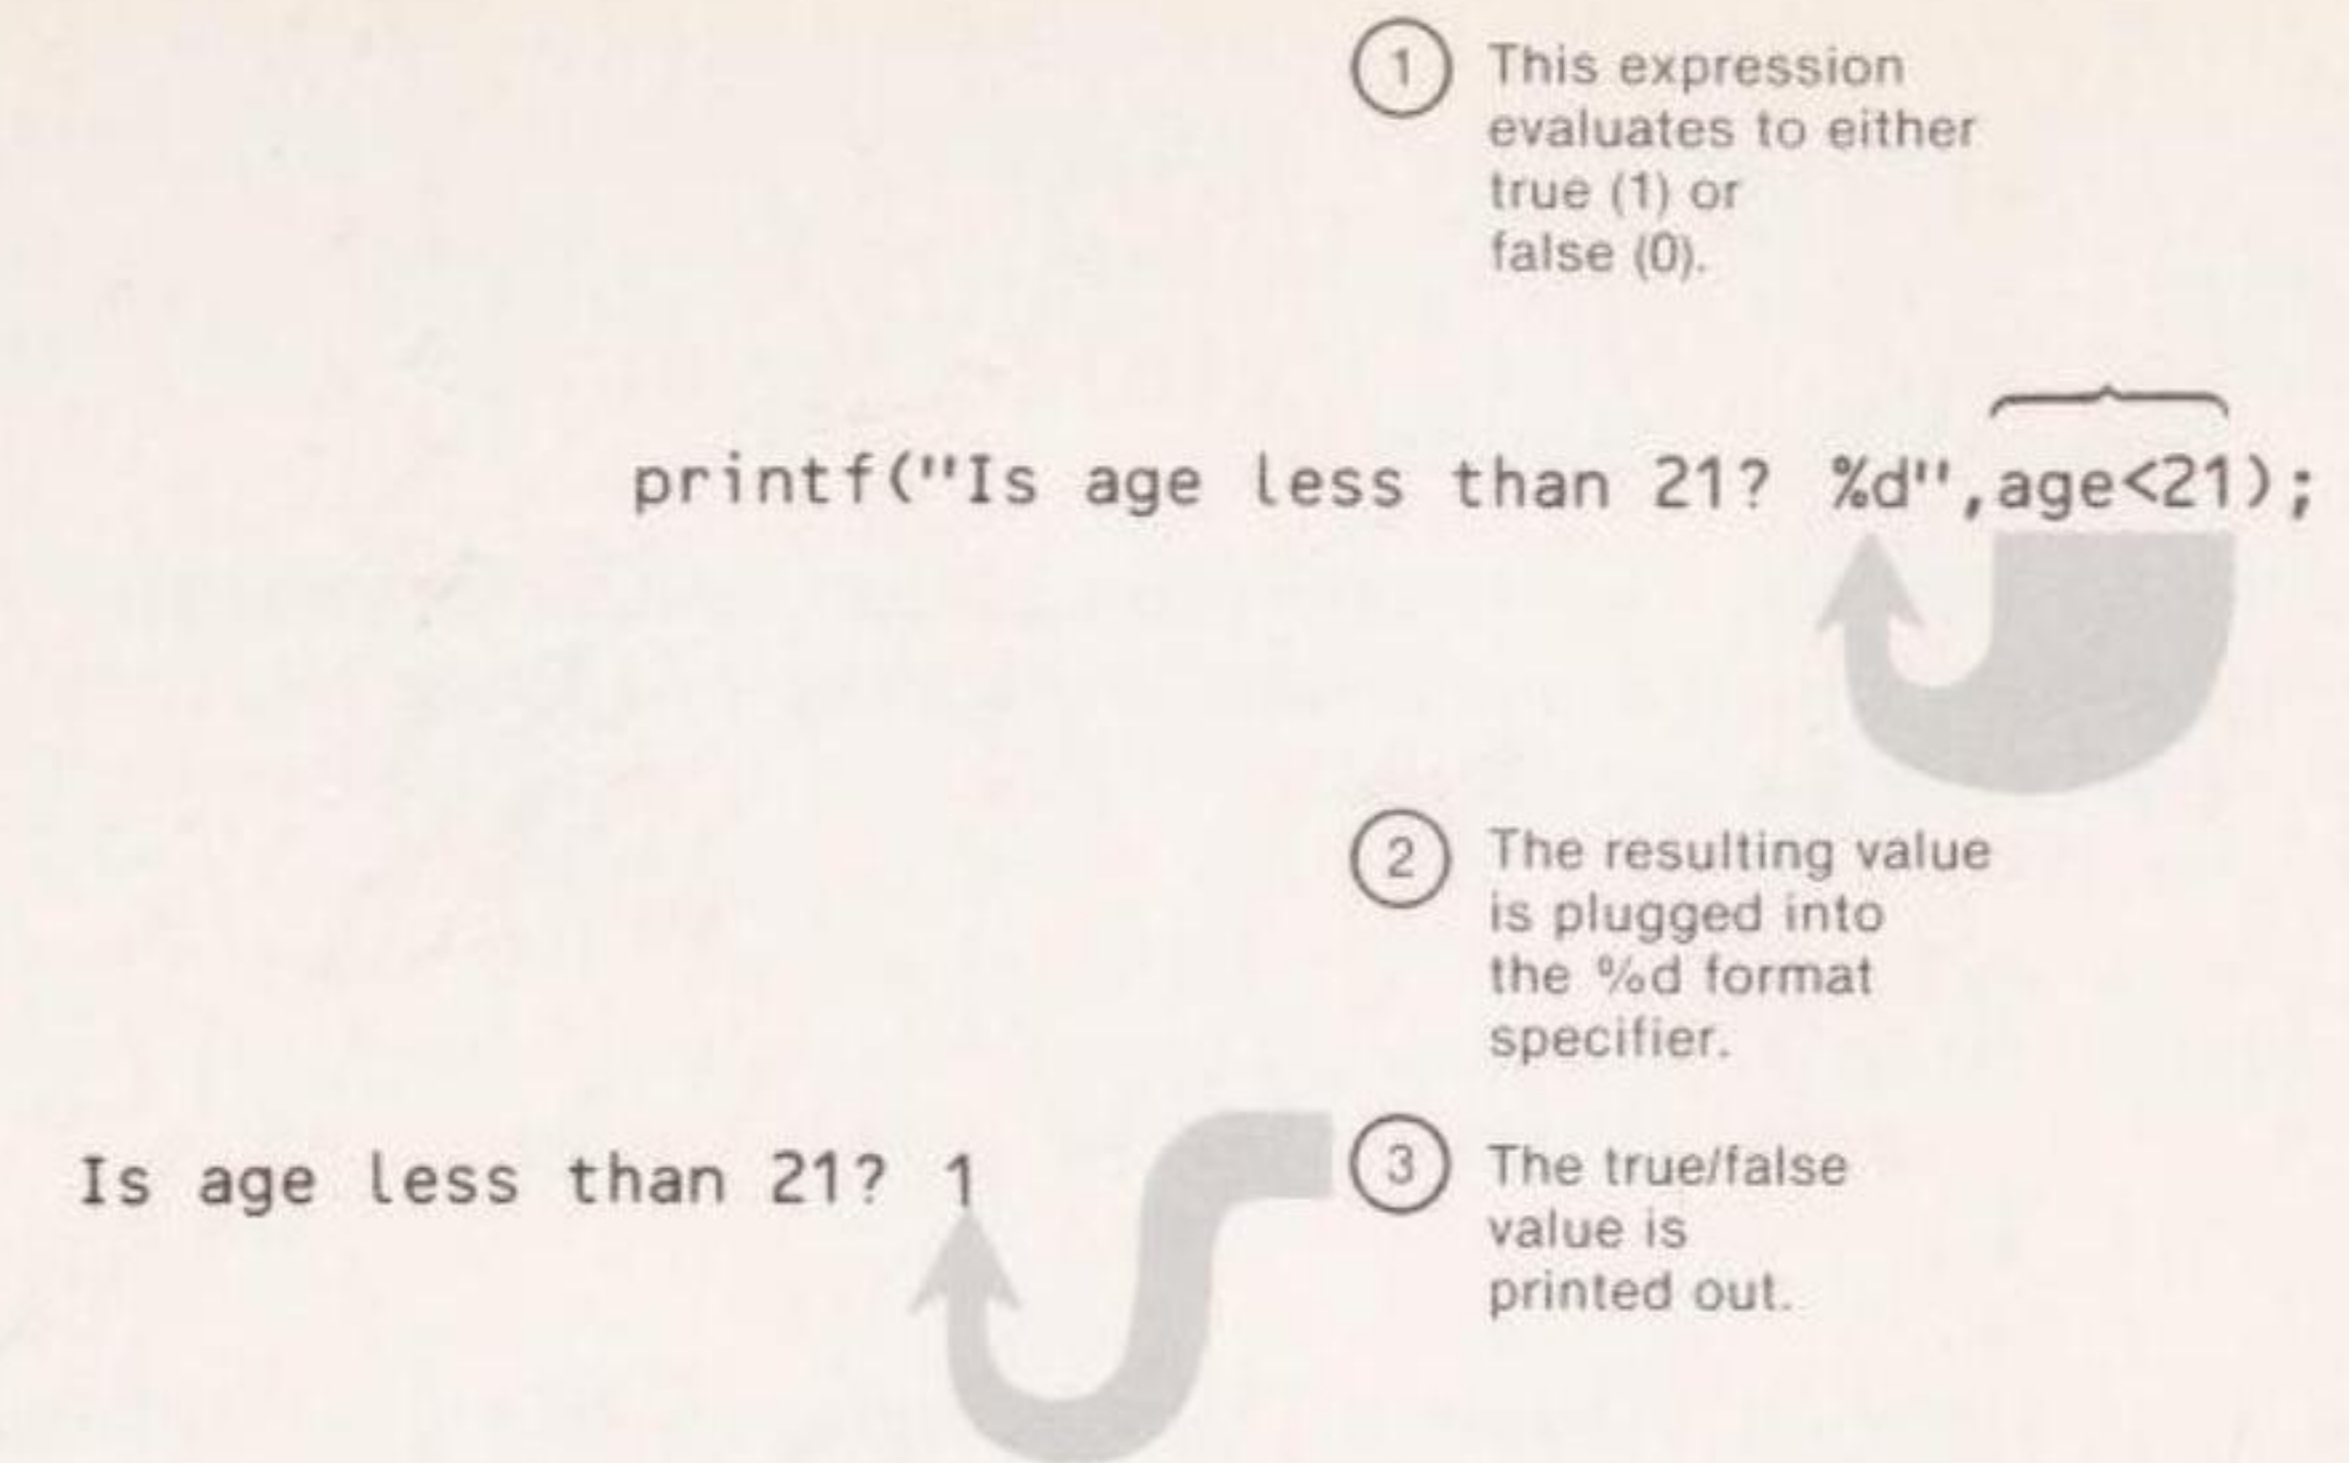 1 This expression
evaluates to either
true (1) or
false (0).
printf("Is age less than 21? %d",age<21);
2 The resulting value
is plugged into
the %d format
specifier.
Is age less than 21? 1
3 The true/false
value is
printed out.